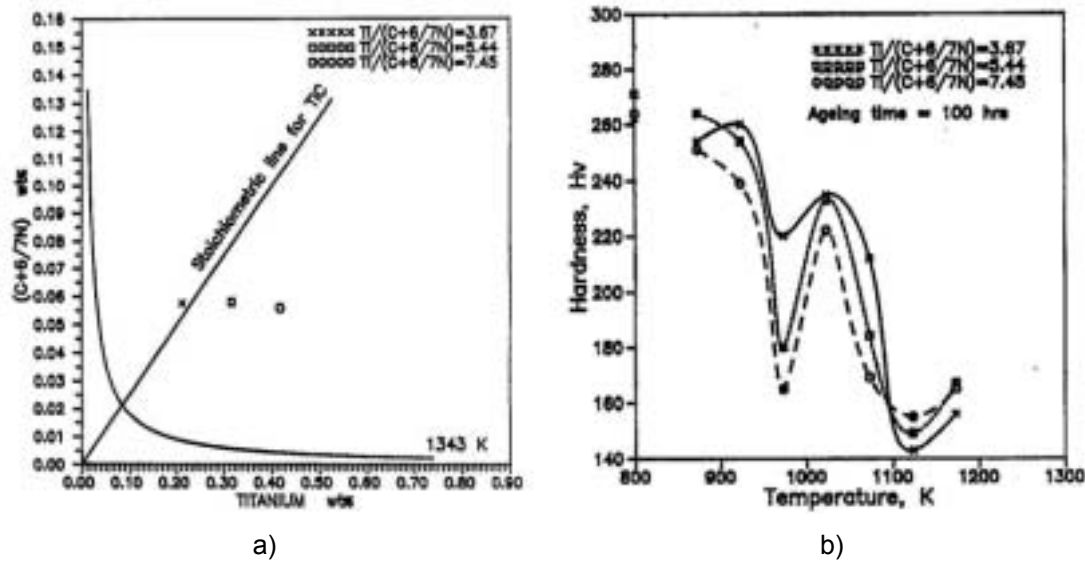 0.16
0.15
0.14
0.13
0.12
0.11
0.10
0.09
0.08
0.07
0.06
0.05
0.04
0.03
0.02
0.01
0.00
(C+6/7N) wt%
xxxxx TI/(C+6/7N)=3.67
TI/(C+6/7N)=5.44
TI/(C+6/7N)=7.45
Stoichiometric line for TiC
1343 K
0.00 0.10 0.20 0.30 0.40 0.50 0.60 0.70 0.80 0.90
TITANIUM wt%
a)
300
280
260
240
220
200
180
160
140
Hardness, Hv
TI/(C+6/7N)=3.67
TI/(C+6/7N)=5.44
TI/(C+6/7N)=7.45
Ageing time = 100 hrs
800 900 1000 1100 1200 1300
Temperature, K
b)